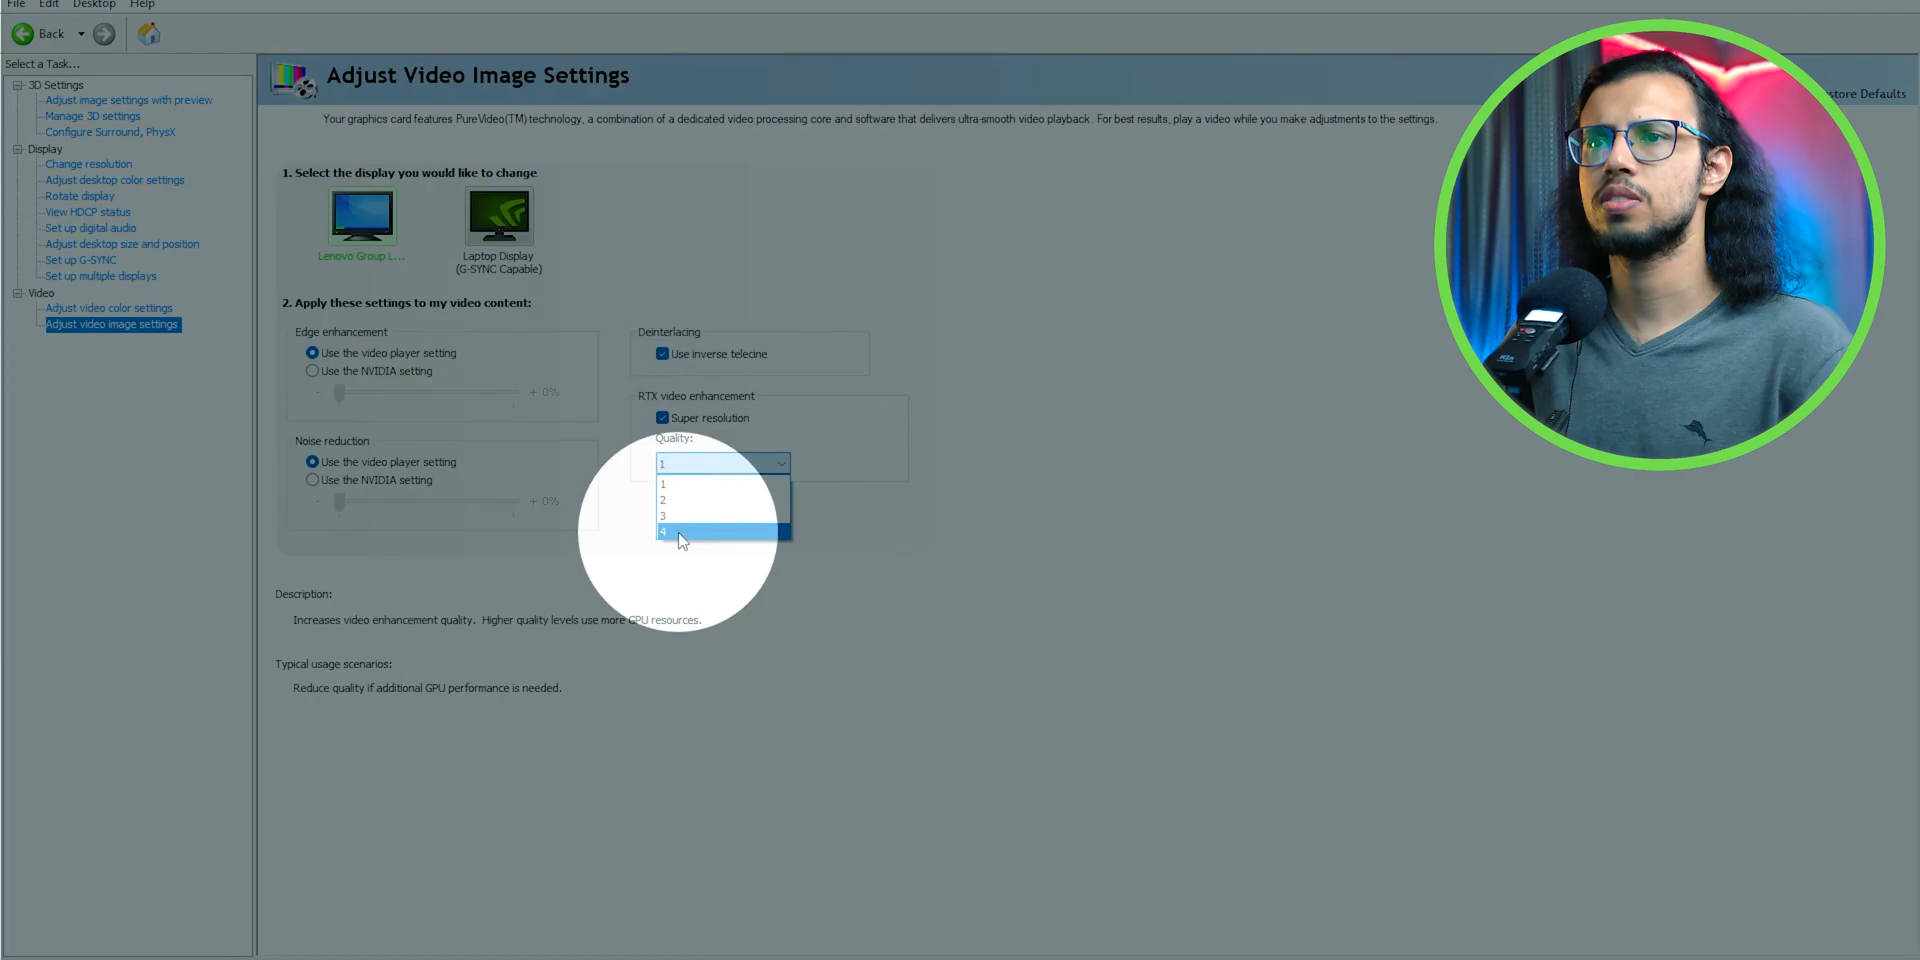 File Edit Desktop Help
Back
Select a Task...
3D Settings
Adjust image settings with preview
Manage 3D settings
Configure Surround, PhysX
Display
Change resolution
Adjust desktop color settings
Rotate display
View HDCP status
Set up digital audio
Adjust desktop size and position
Set up G-SYNC
Set up multiple displays
Video
Adjust video color settings
Adjust video image settings
Adjust Video Image Settings
store Defaults
Your graphics card features PureVideo(TM) technology, a combination of a dedicated video processing core and software that delivers ultra-smooth video playback. For best results, play a video while you make adjustments to the settings.
1. Select the display you would like to change
Lenovo Group L...
Laptop Display
(G-SYNC Capable)
2. Apply these settings to my video content:
Edge enhancement
Use the video player setting
Use the NVIDIA setting
- + 0%
Noise reduction
Use the video player setting
Use the NVIDIA setting
- + 0%
Deinterlacing
Use inverse telecine
RTX video enhancement
Super resolution
Quality:
1
1
2
3
4
Description:
Increases video enhancement quality. Higher quality levels use more GPU resources.
Typical usage scenarios:
Reduce quality if additional GPU performance is needed.